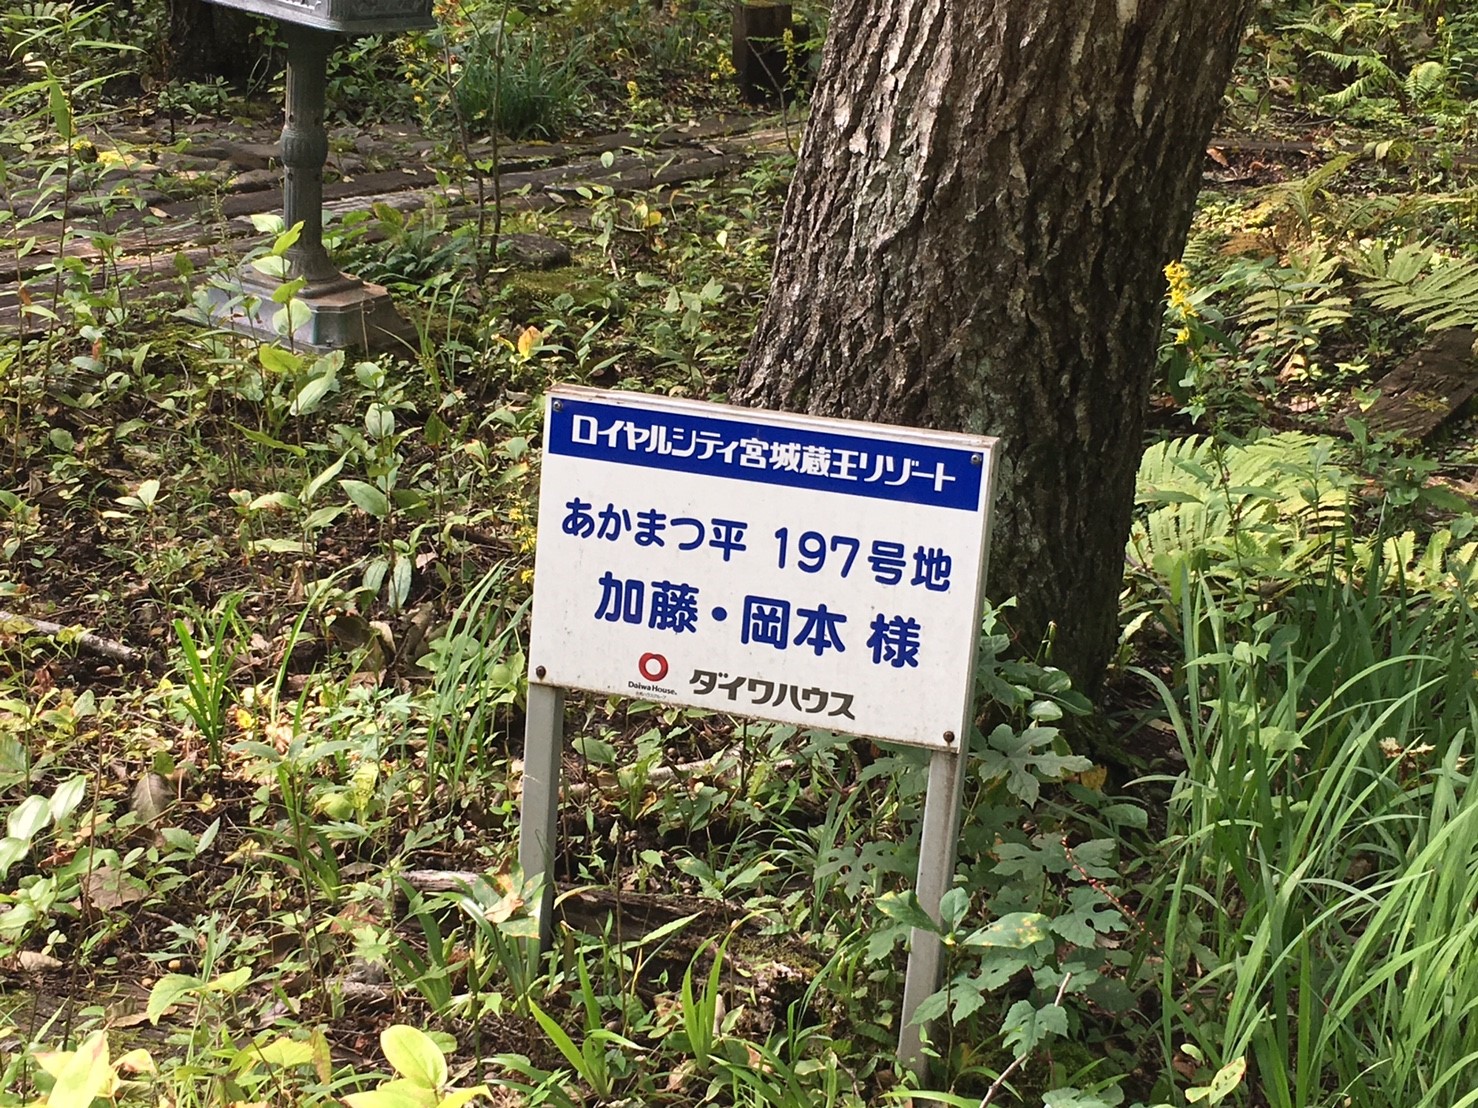 ロイヤルシティ宮城蔵王リゾート
あかまつ平 197号地
加藤・岡本 様
Daiwa House®
ダイワハウス